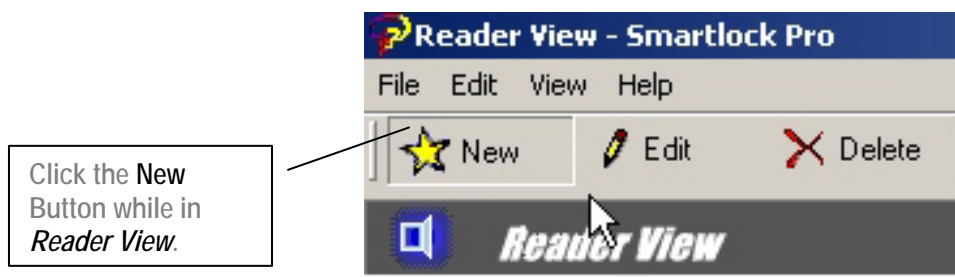 Reader View - Smartlock Pro
File Edit View Help
New Edit Delete
Click the New
Button while in
Reader View.
Reader View